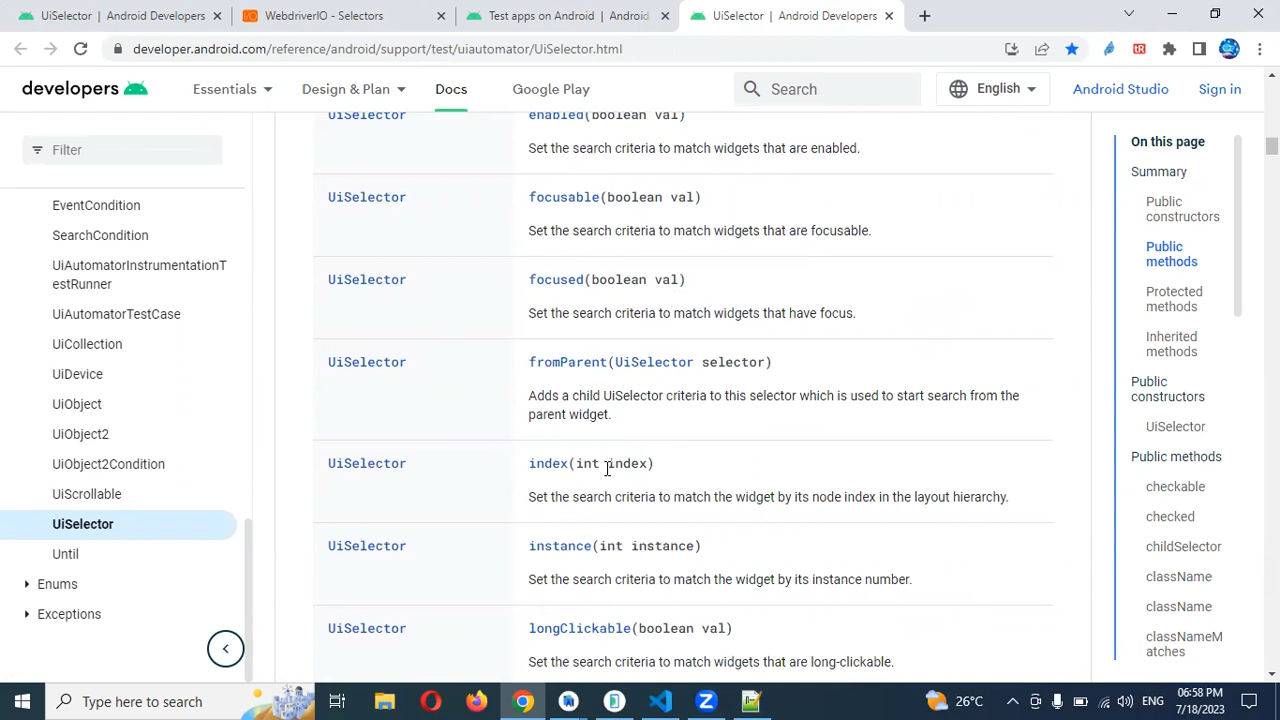 UiSelector | Android Developers
WebdriverIO - Selectors
Test apps on Android | Android
UiSelector | Android Developers
developer.android.com/reference/android/support/test/uiautomator/UiSelector.html
developers
Essentials
Design & Plan
Docs
Google Play
Search
English
Android Studio
Sign in
Filter
EventCondition
SearchCondition
UiAutomatorInstrumentationT
estRunner
UiAutomatorTestCase
UiCollection
UiDevice
UiObject
UiObject2
UiObject2Condition
UiScrollable
UiSelector
Until
Enums
Exceptions
UiSelector enabled(boolean val)
Set the search criteria to match widgets that are enabled.
UiSelector focusable(boolean val)
Set the search criteria to match widgets that are focusable.
UiSelector focused(boolean val)
Set the search criteria to match widgets that have focus.
UiSelector fromParent(UiSelector selector)
Adds a child UiSelector criteria to this selector which is used to start search from the
parent widget.
UiSelector index(int index)
Set the search criteria to match the widget by its node index in the layout hierarchy.
UiSelector instance(int instance)
Set the search criteria to match the widget by its instance number.
UiSelector longClickable(boolean val)
Set the search criteria to match widgets that are long-clickable.
On this page
Summary
Public
constructors
Public
methods
Protected
methods
Inherited
methods
Public
constructors
UiSelector
Public methods
checkable
checked
childSelector
className
className
classNameM
atches
Type here to search
26°C
ENG
06:58 PM
7/18/2023